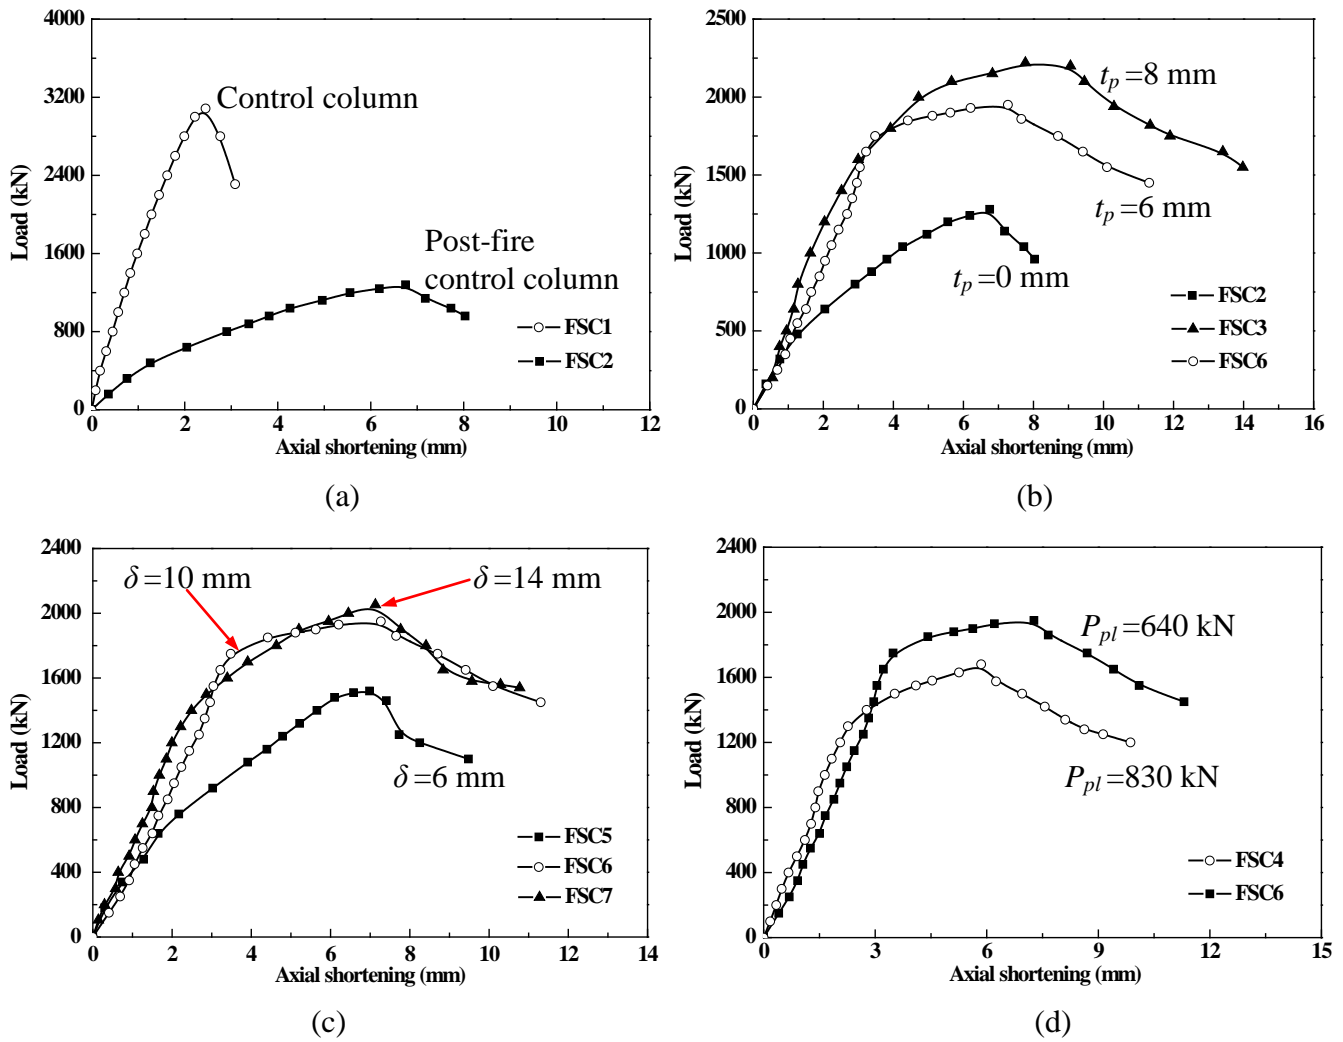 4000
3200
2400
1600
800
0
Load (kN)
Control column
Post-fire
control column
FSC1
FSC2
0 2 4 6 8 10 12
Axial shortening (mm)
(a)
2500
2000
1500
1000
500
0
Load (kN)
t_p=8 mm
t_p=6 mm
t_p=0 mm
FSC2
FSC3
FSC6
0 2 4 6 8 10 12 14 16
Axial shortening (mm)
(b)
2400
2000
1600
1200
800
400
0
Load (kN)
δ=10 mm
δ=14 mm
δ=6 mm
FSC5
FSC6
FSC7
0 2 4 6 8 10 12 14
Axial shortening (mm)
(c)
2400
2000
1600
1200
800
400
0
Load (kN)
P_pl=640 kN
P_pl=830 kN
FSC4
FSC6
0 3 6 9 12 15
Axial shortening (mm)
(d)